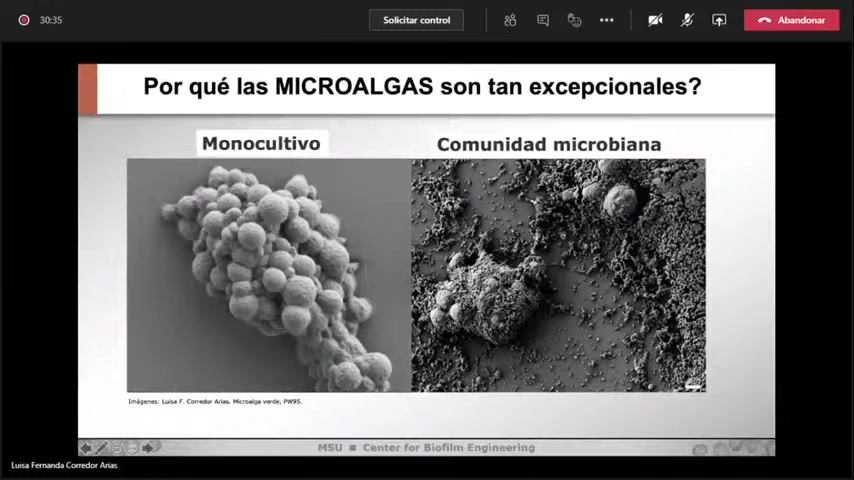 30:35
Solicitar control
Abandonar
Por qué las MICROALGAS son tan excepcionales?
Monocultivo
Comunidad microbiana
Imágenes: Luisa F. Corredor Arias. Microalga verde, PW95.
MSU ■ Center for Biofilm Engineering
Luisa Fernanda Corredor Arias